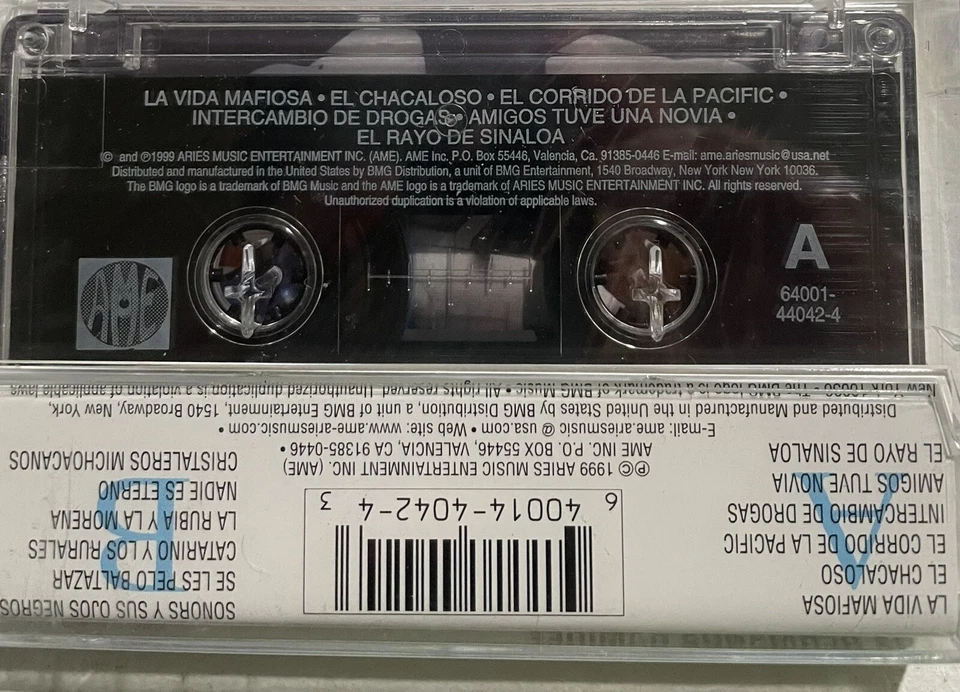 LA VIDA MAFIOSA • EL CHACALOSO • EL CORRIDO DE LA PACIFIC •
INTERCAMBIO DE DROGAS • AMIGOS TUVE UNA NOVIA •
EL RAYO DE SINALOA
© and ℗1999 ARIES MUSIC ENTERTAINMENT INC. (AME). AME Inc. P.O. Box 55446, Valencia, Ca. 91385-0446 E-mail: ame.ariesmusic@usa.net
Distributed and manufactured in the United States by BMG Distribution, a unit of BMG Entertainment, 1540 Broadway, New York New York 10036.
The BMG logo is a trademark of BMG Music and the AME logo is a trademark of ARIES MUSIC ENTERTAINMENT INC. All rights reserved.
Unauthorized duplication is a violation of applicable laws.
AME
A
64001-
44042-4
A
LA VIDA MAFIOSA
EL CHACALOSO
EL CORRIDO DE LA PACIFIC
INTERCAMBIO DE DROGAS
AMIGOS TUVE NOVIA
EL RAYO DE SINALOA
6 40014-4042-4 3
B
SONORS Y SUS OJOS NEGROS
SE LES PELO BALTAZAR
CATARINO Y LOS RURALES
LA RUBIA Y LA MORENA
NADIE ES ETERNO
CRISTALEROS MICHOACANOS
℗© 1999 ARIES MUSIC ENTERTAINMENT INC. (AME)
AME INC. P.O. BOX 55446, VALENCIA, CA 91385-0446 •
E-mail: ame.ariesmusic @ usa.com • Web site: www.ame-ariesmusic.com •
Distributed and Manufactured in the United States by BMG Distribution, a unit of BMG Entertainment, 1540 Broadway, New York,
New York 10036 - The BMG logo is a trademark of BMG Music • All rights reserved. Unauthorized duplication is a violation of applicable laws